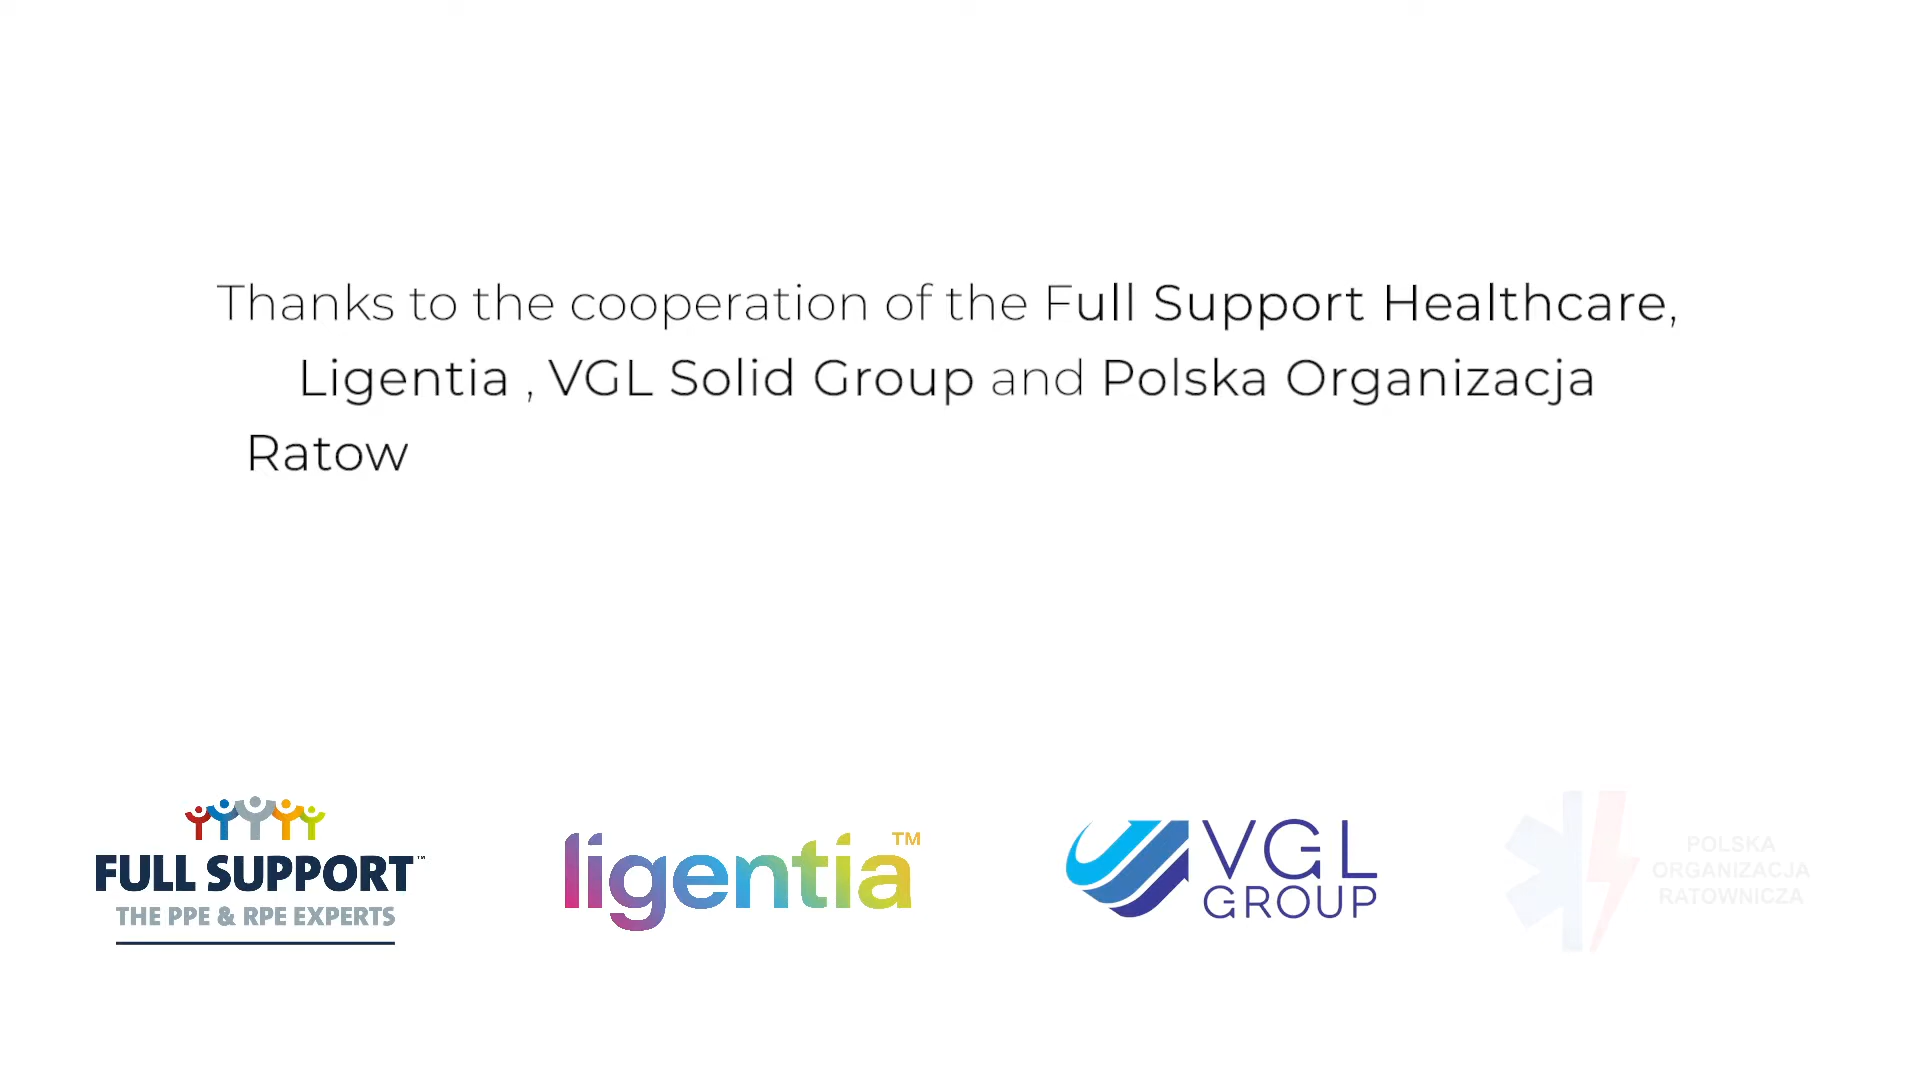 Thanks to the cooperation of the Full Support Healthcare,
Ligentia , VGL Solid Group and Polska Organizacja
Ratow
FULL SUPPORT™
THE PPE & RPE EXPERTS
ligentia™
VGL
GROUP
POLSKA
ORGANIZACJA
RATOWNICZA